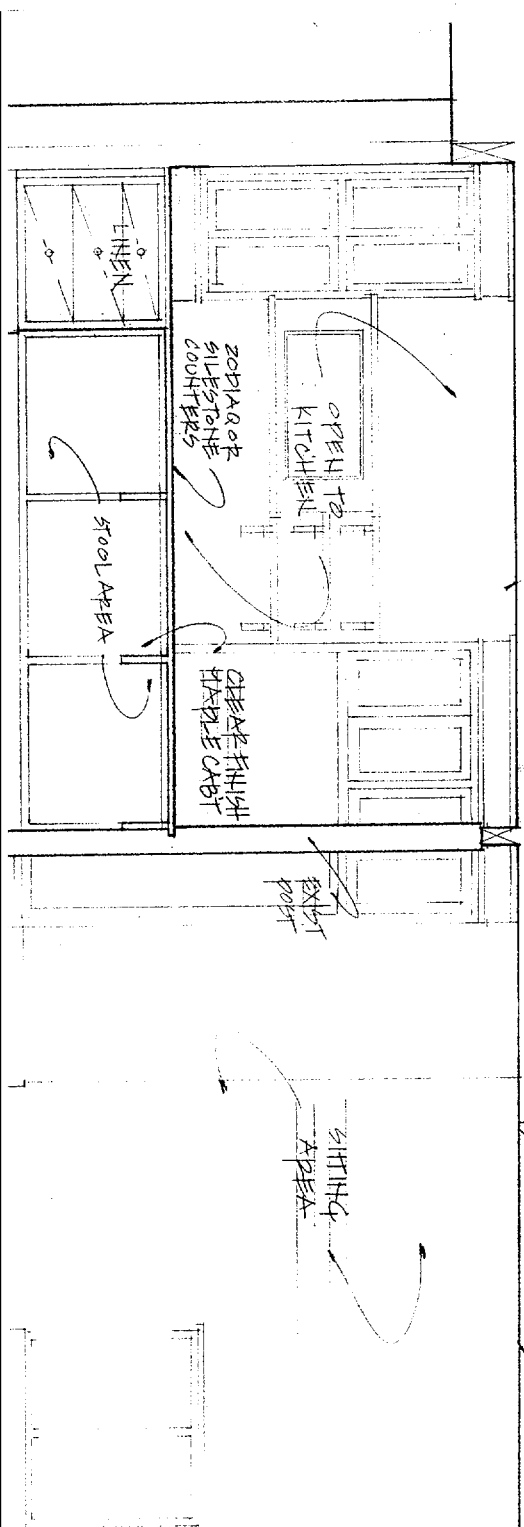 LINEN
ZODIAQ OR
SILESTONE
COUNTERS
OPEN TO
KITCHEN
STOOL AREA
CLEAR FINISH
MAPLE CAB'T
EXIST
POST
SITTING
AREA